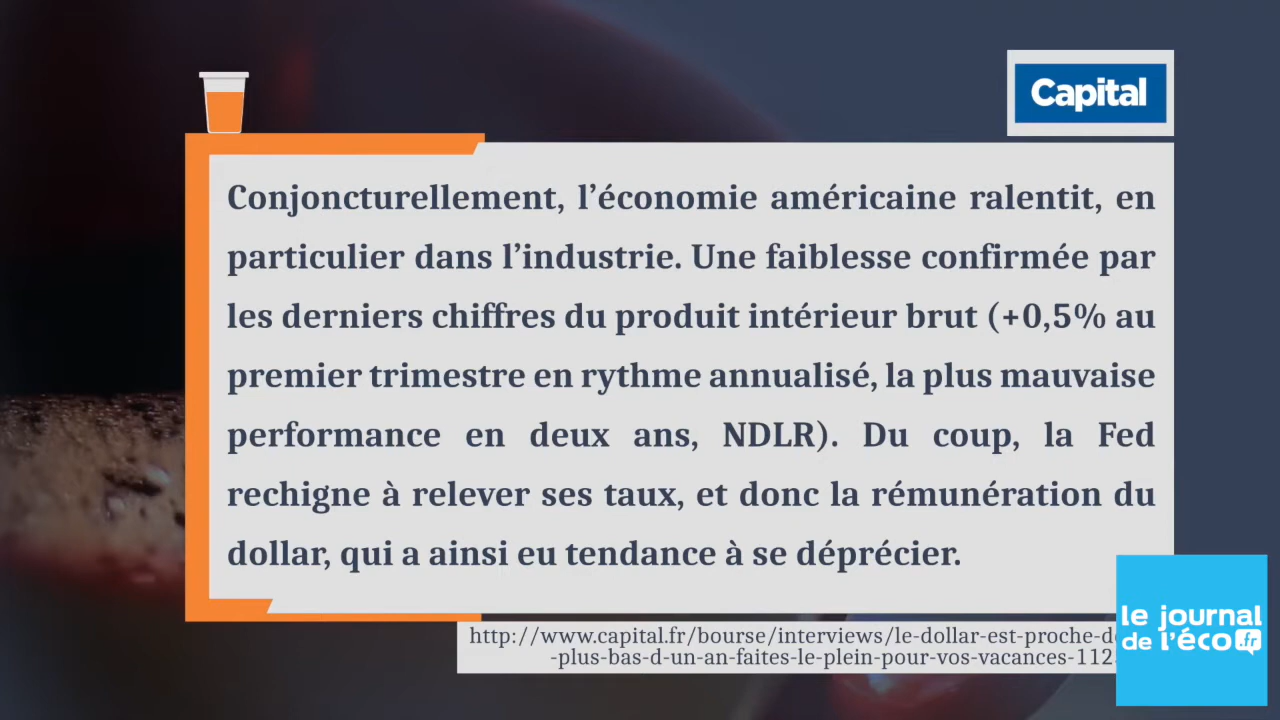 Capital
Conjoncturellement, l’économie américaine ralentit, en
particulier dans l’industrie. Une faiblesse confirmée par
les derniers chiffres du produit intérieur brut (+0,5% au
premier trimestre en rythme annualisé, la plus mauvaise
performance en deux ans, NDLR). Du coup, la Fed
rechigne à relever ses taux, et donc la rémunération du
dollar, qui a ainsi eu tendance à se déprécier.
http://www.capital.fr/bourse/interviews/le-dollar-est-proche-de
-plus-bas-d-un-an-faites-le-plein-pour-vos-vacances-112
le journal
de l’éco.fr